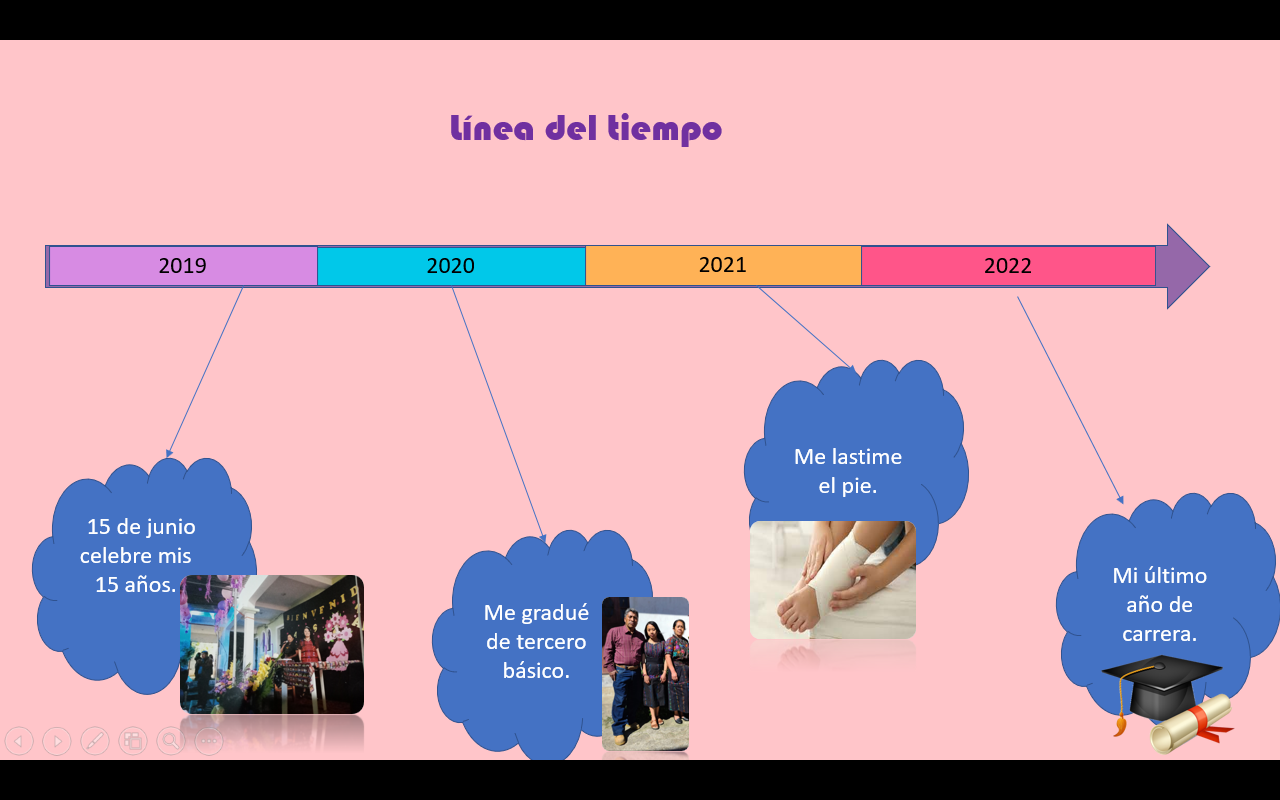 Línea del tiempo
2019
2020
2021
2022
15 de junio
celebre mis
15 años.
Me gradué
de tercero
básico.
Me lastime
el pie.
Mi último
año de
carrera.
BIENVENID